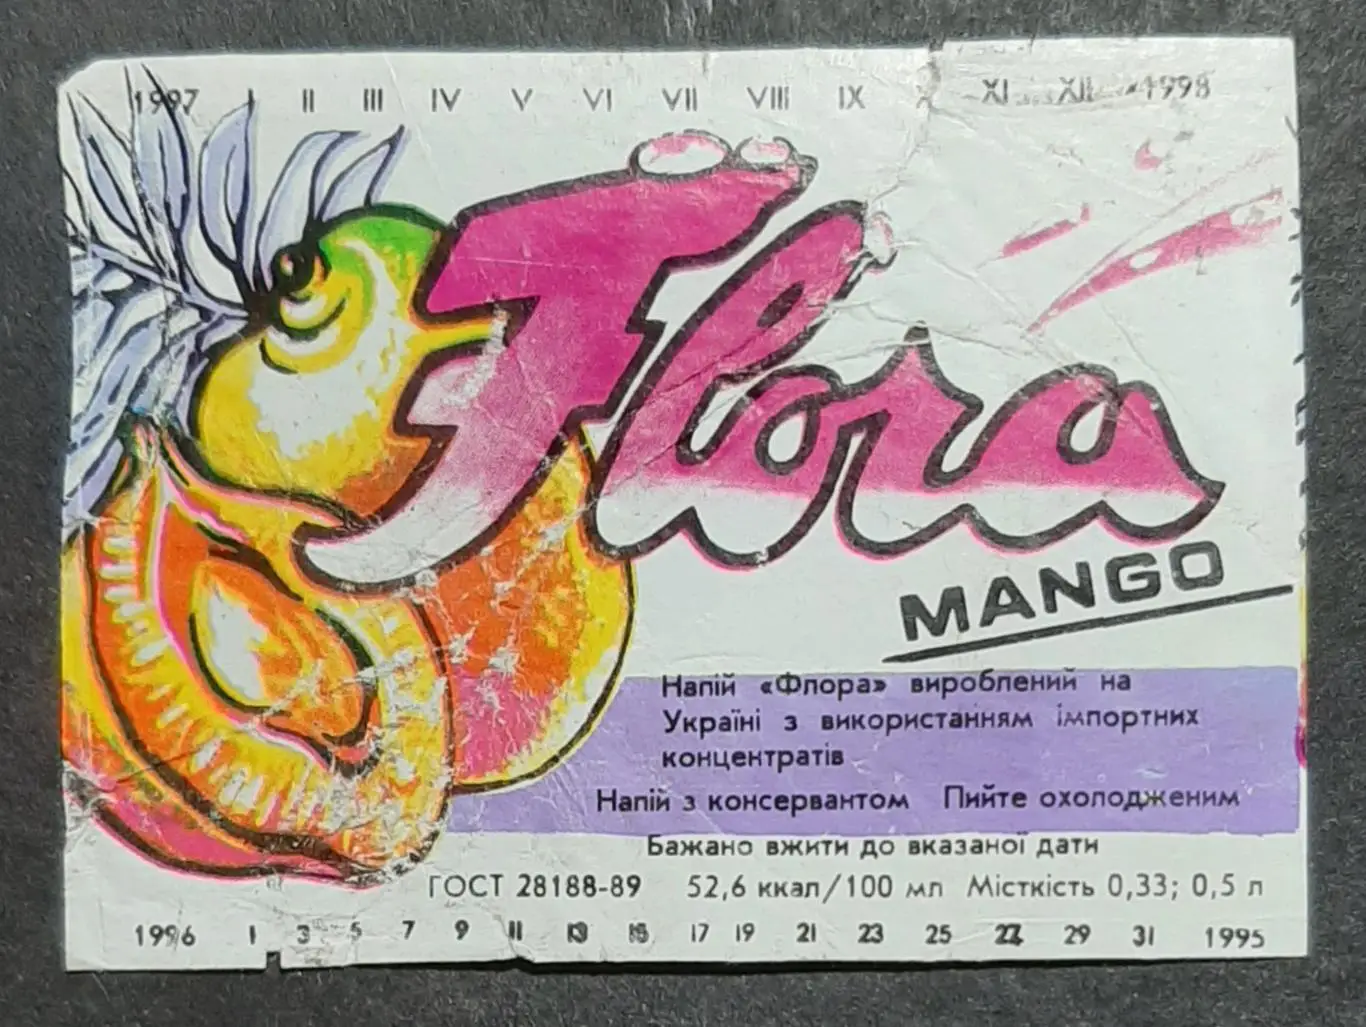 1997 I II III IV V VI VII VIII IX X XI XII 1998
Flora
MANGO
Напій «Флора» вироблений на
Україні з використанням імпортних
концентратів
Напій з консервантом Пийте охолодженим
Бажано вжити до вказаної дати
ГОСТ 28188-89 52,6 ккал/100 мл Місткість 0,33; 0,5 л
1996 1 3 5 7 9 11 13 15 17 19 21 23 25 27 29 31 1995